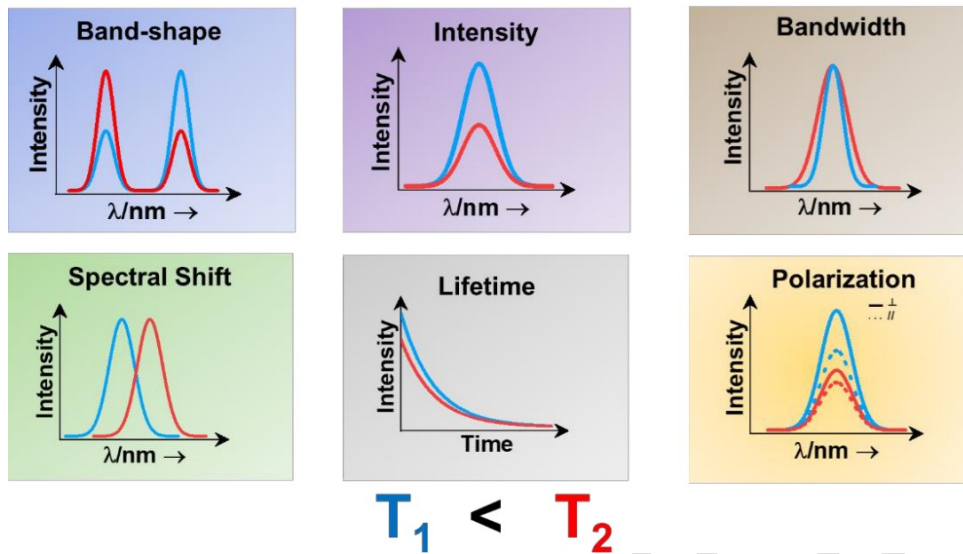 Band-shape
Intensity
λ/nm →
Intensity
Intensity
λ/nm →
Bandwidth
Intensity
λ/nm →
Spectral Shift
Intensity
λ/nm →
Lifetime
Intensity
Time
Polarization
⊥
... //
Intensity
λ/nm →
T1 < T2